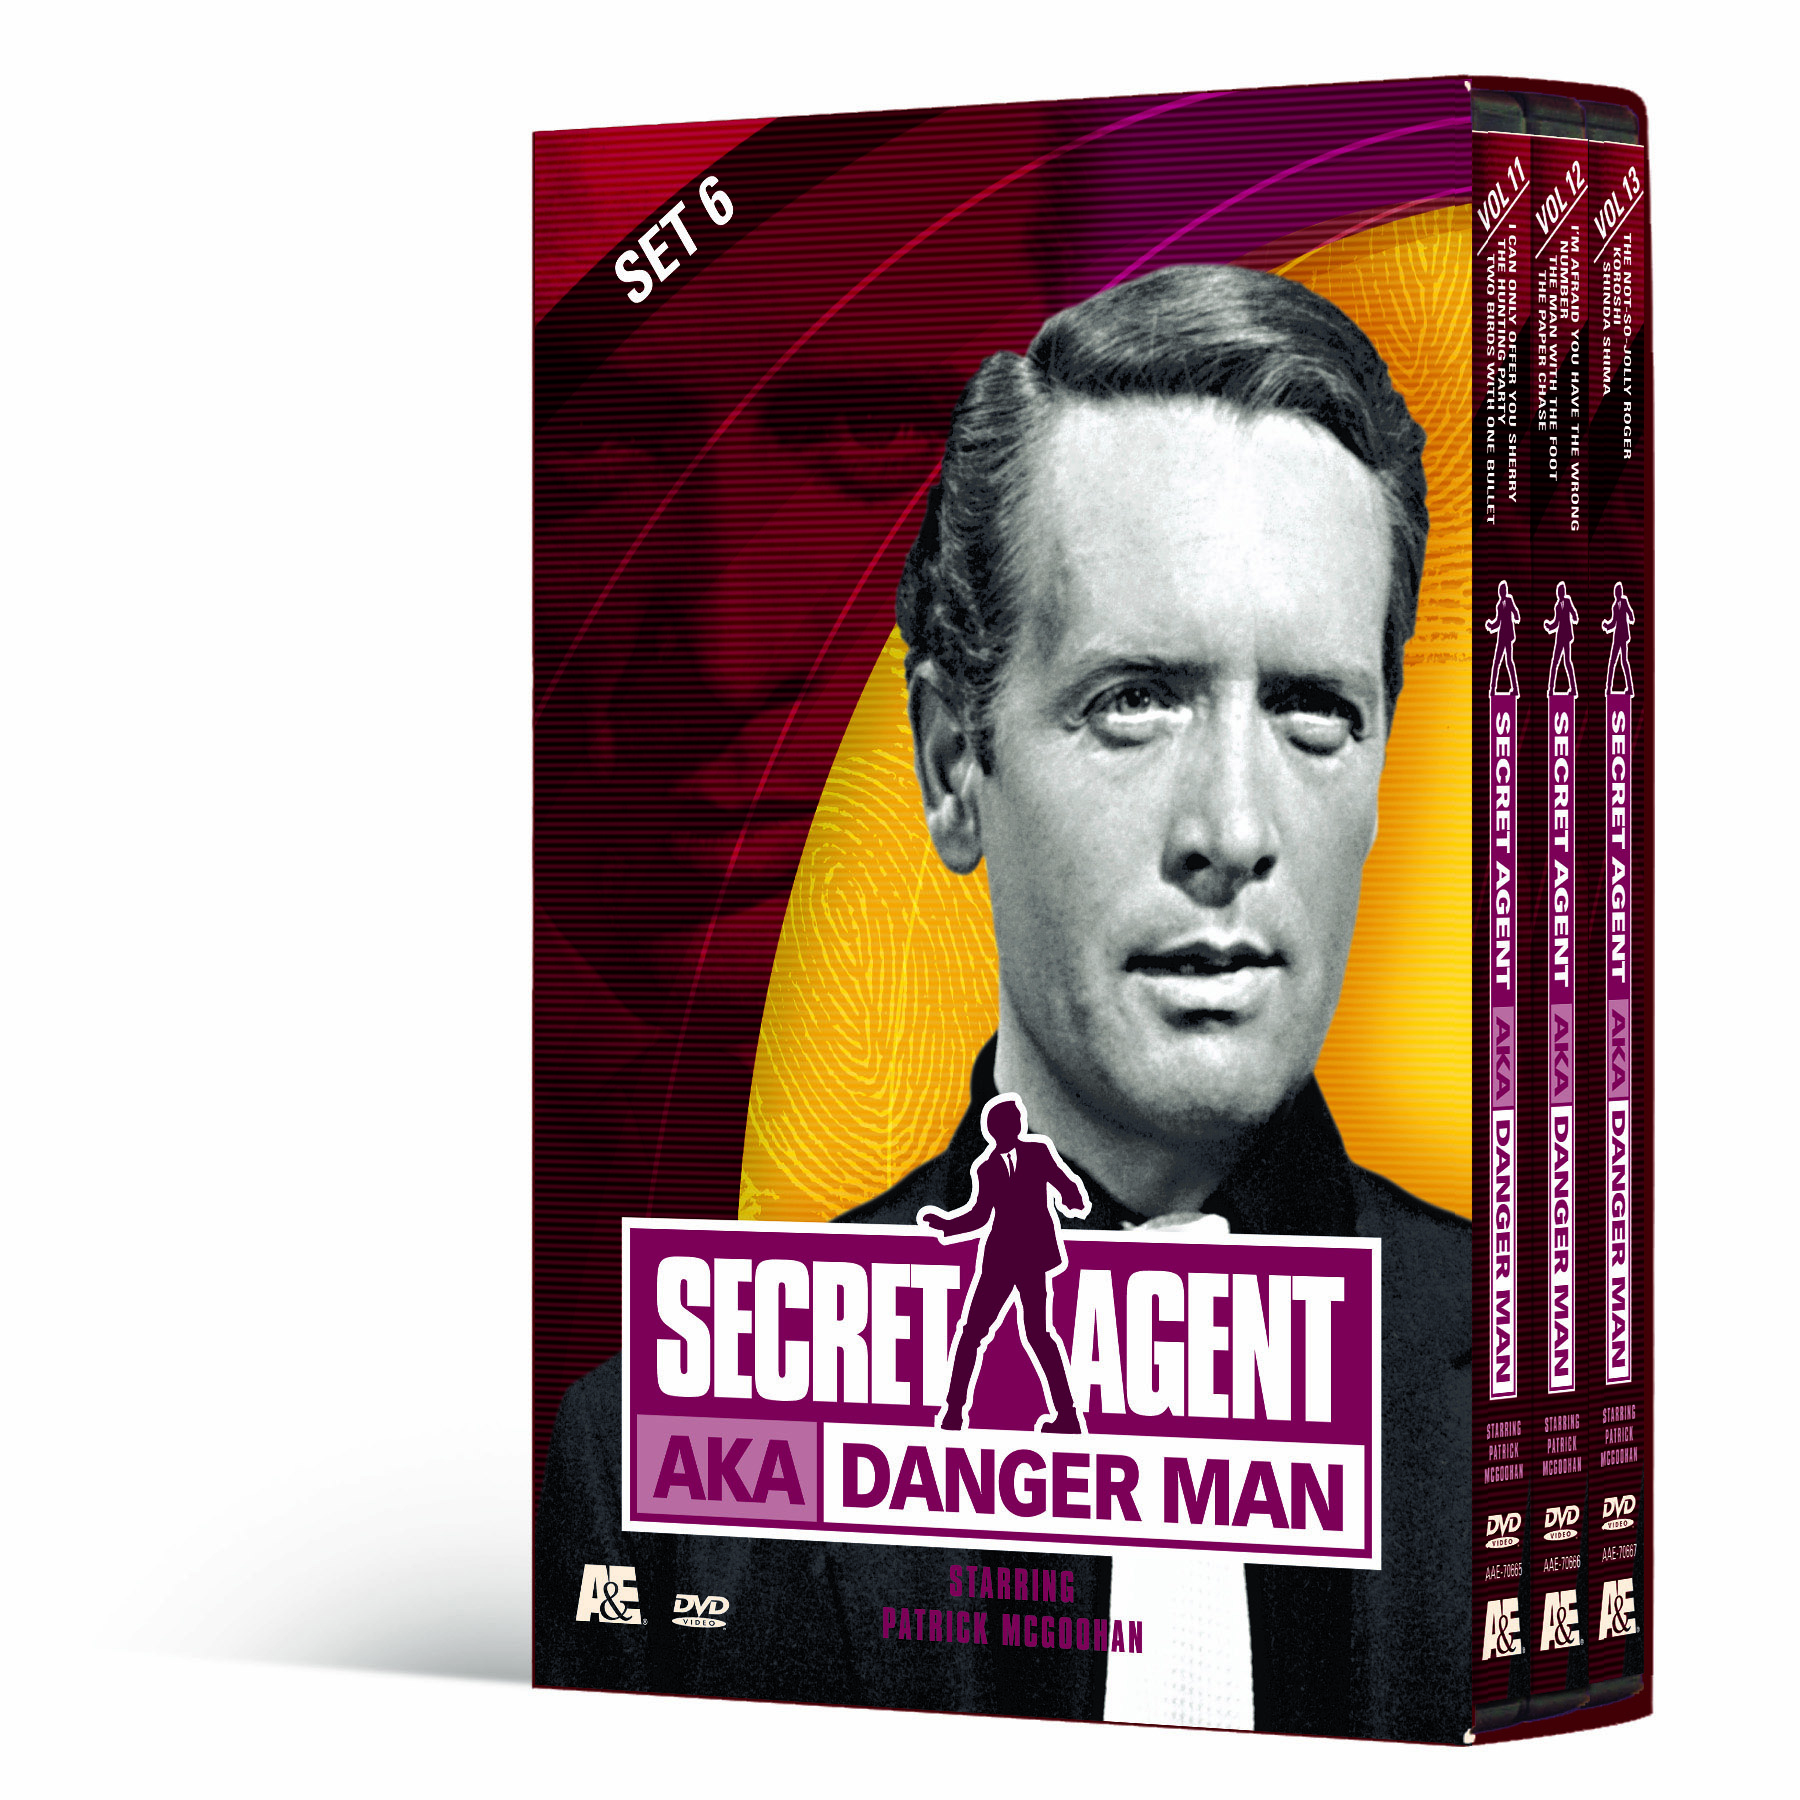 SET 6
SECRET AGENT
AKA DANGER MAN
STARRING
PATRICK MCGOOHAN
A&E
DVD
VIDEO
VOL 11
I CAN ONLY OFFER YOU SHERRY
THE HUNTING PARTY
TWO BIRDS WITH ONE BULLET
SECRET AGENT AKA DANGER MAN
STARRING
PATRICK
MCGOOHAN
DVD
VIDEO
AAE-70665
A&E
VOL 12
I'M AFRAID YOU HAVE THE WRONG
NUMBER
THE MAN WITH THE FOOT
THE PAPER CHASE
SECRET AGENT AKA DANGER MAN
STARRING
PATRICK
MCGOOHAN
DVD
VIDEO
AAE-70666
A&E
VOL 13
THE NOT-SO-JOLLY ROGER
KOROSHI
SHINDA SHIMA
SECRET AGENT AKA DANGER MAN
STARRING
PATRICK
MCGOOHAN
DVD
VIDEO
AAE-70667
A&E